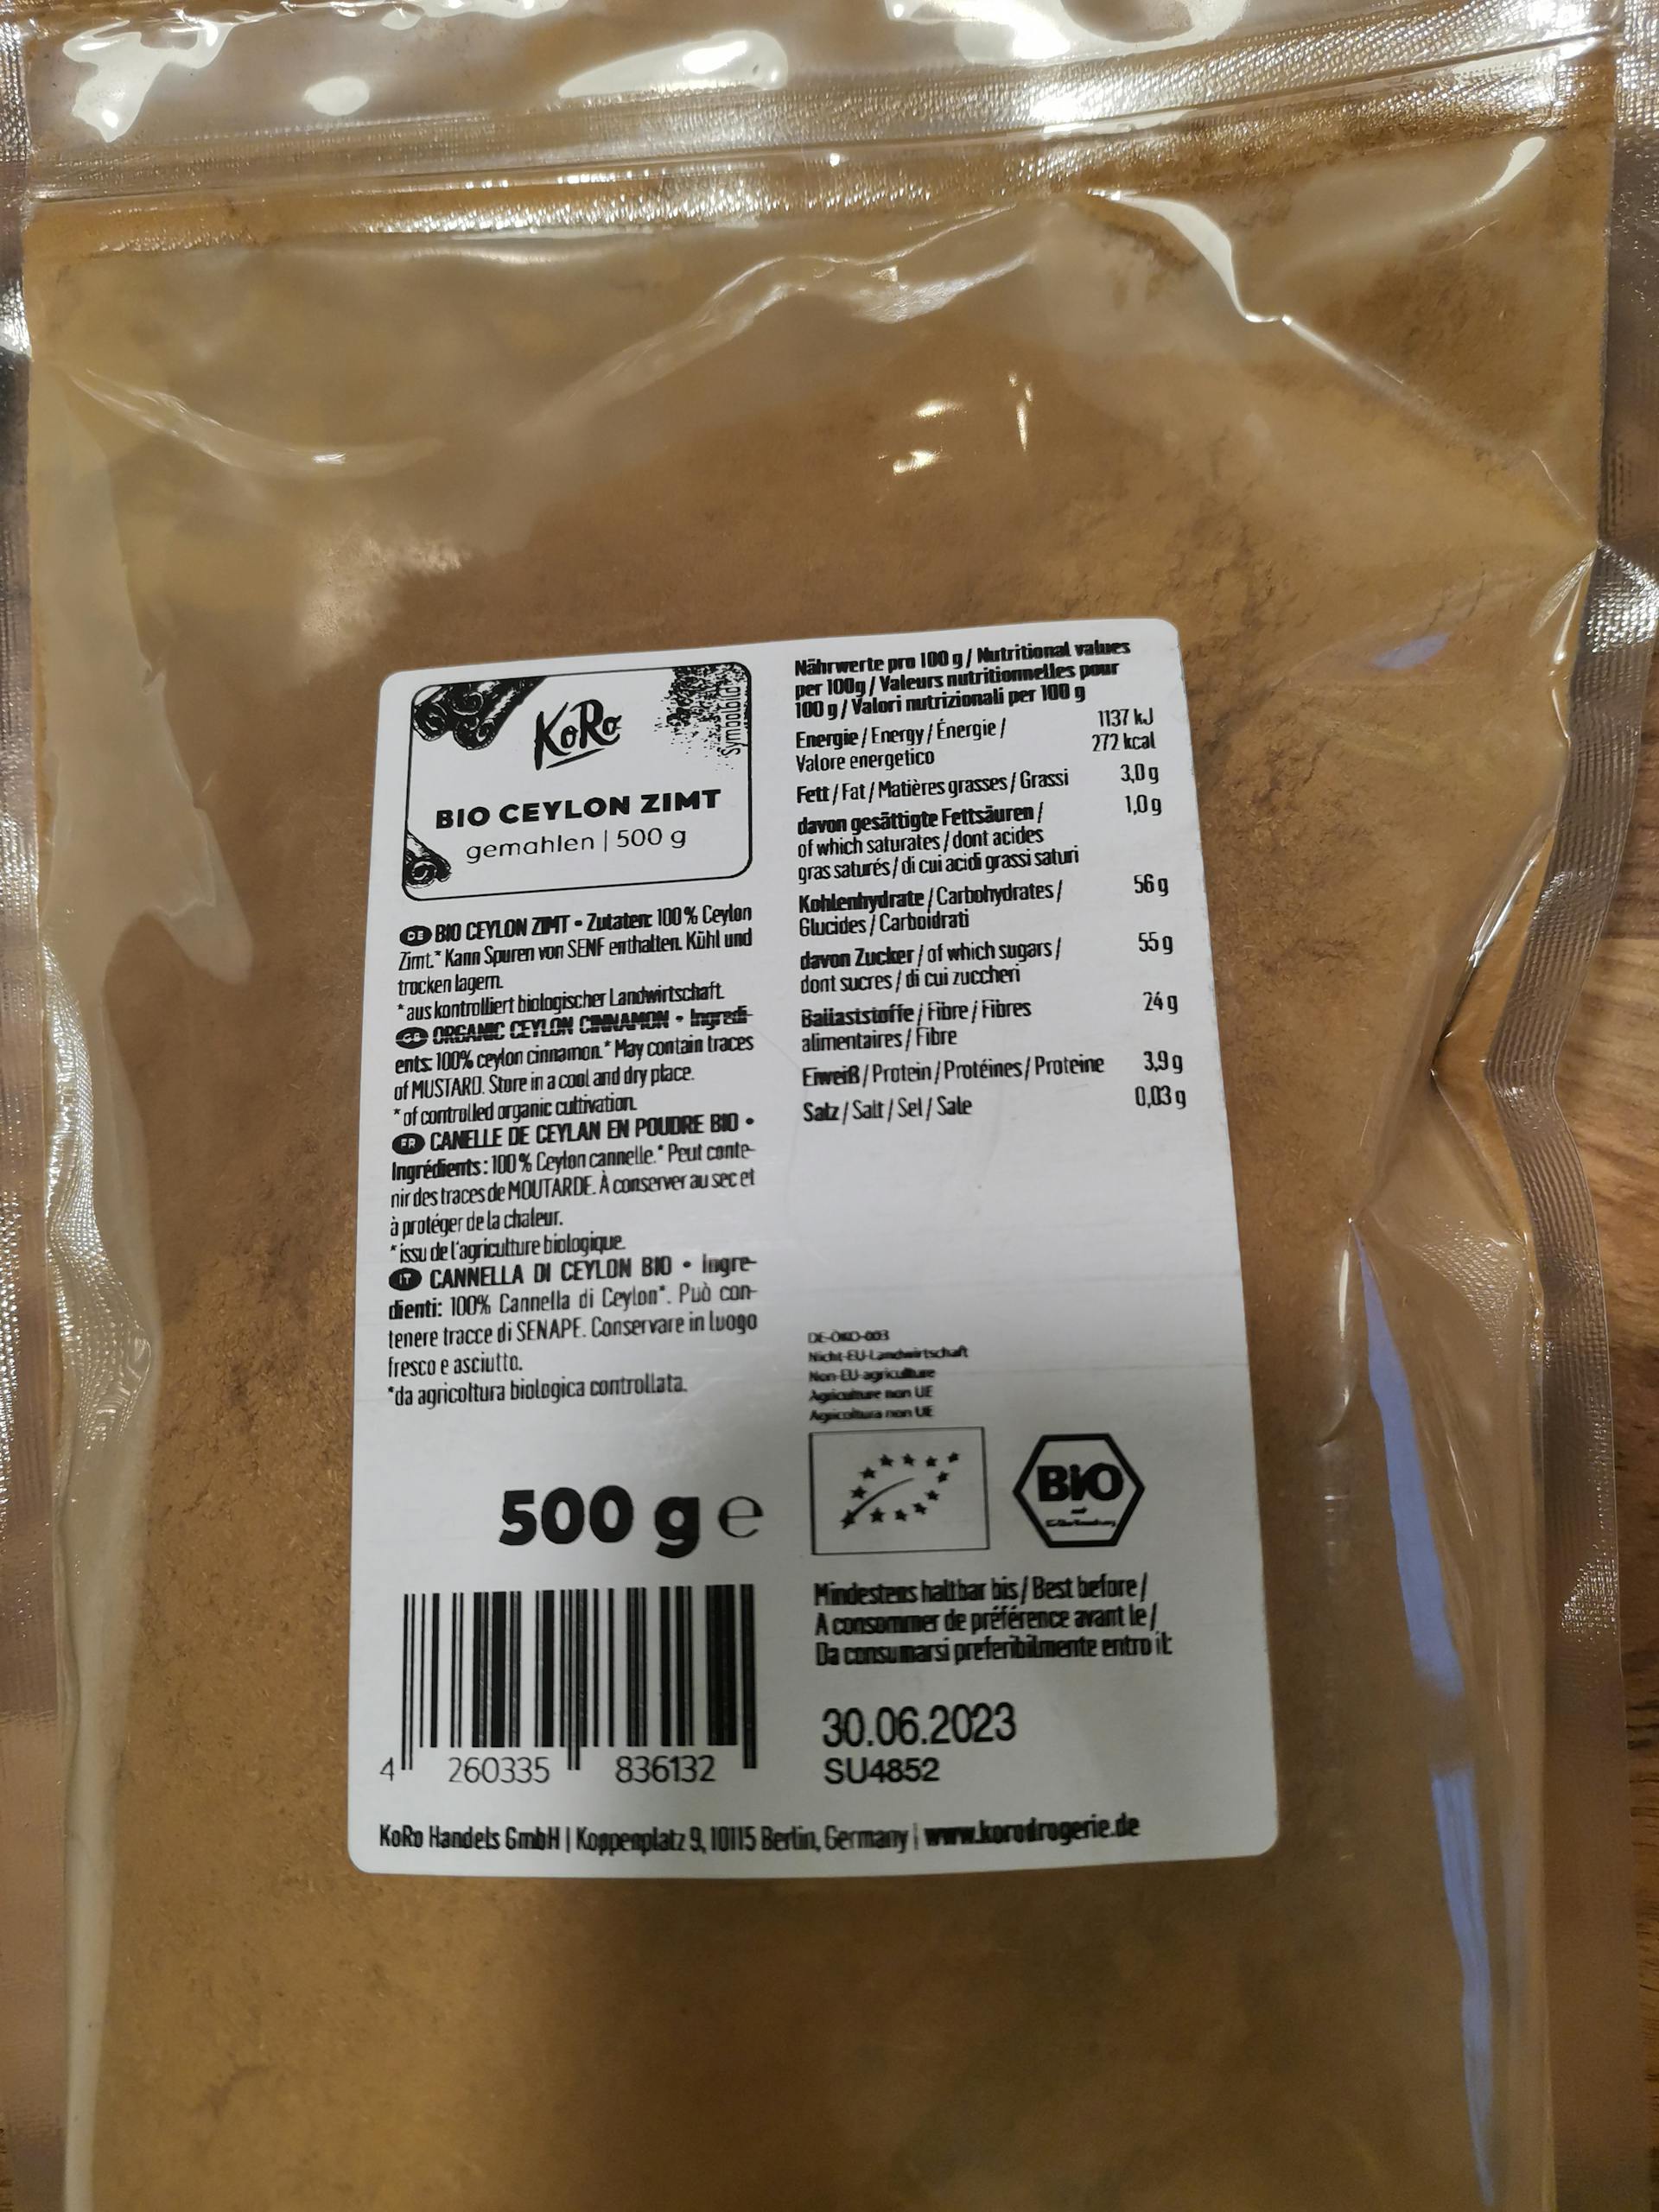 KoRo
Symbolbild
BIO CEYLON ZIMT
gemahlen | 500 g
DE BIO CEYLON ZIMT • Zutaten: 100 % Ceylon
Zimt.* Kann Spuren von SENF enthalten. Kühl und
trocken lagern.
*aus kontrolliert biologischer Landwirtschaft.
GB ORGANIC CEYLON CINNAMON • Ingredi-
ents: 100% ceylon cinnamon.* May contain traces
of MUSTARD. Store in a cool and dry place.
*of controlled organic cultivation.
FR CANELLE DE CEYLAN EN POUDRE BIO •
Ingrédients : 100 % Ceylon cannelle.* Peut conte-
nir des traces de MOUTARDE. À conserver au sec et
à protéger de la chaleur.
*issu de l'agriculture biologique.
IT CANNELLA DI CEYLON BIO • Ingre-
dienti: 100% Cannella di Ceylon*. Può con-
tenere tracce di SENAPE. Conservare in luogo
fresco e asciutto.
*da agricoltura biologica controllata.
500 g e
4 260335 836132
Nährwerte pro 100 g / Nutritional values
per 100g / Valeurs nutritionnelles pour
100 g / Valori nutrizionali per 100 g
Energie / Energy / Énergie / 1137 kJ
Valore energetico 272 kcal
Fett / Fat / Matières grasses / Grassi 3,0 g
davon gesättigte Fettsäuren / 1,0 g
of which saturates / dont acides
gras saturés / di cui acidi grassi saturi
Kohlenhydrate / Carbohydrates / 56 g
Glucides / Carboidrati
davon Zucker / of which sugars / 55 g
dont sucres / di cui zuccheri
Ballaststoffe / Fibre / Fibres 24 g
alimentaires / Fibre
Eiweiß / Protein / Protéines / Proteine 3,9 g
Salz / Salt / Sel / Sale 0,03 g
DE-ÖKO-003
Nicht-EU-Landwirtschaft
Non-EU-agriculture
Agriculture non UE
Agricoltura non UE
BIO
Mindestens haltbar bis / Best before /
A consommer de préférence avant le /
Da consumarsi preferibilmente entro il:
30.06.2023
SU4852
KoRo Handels GmbH | Koppenplatz 9, 10115 Berlin, Germany | www.korodrogerie.de